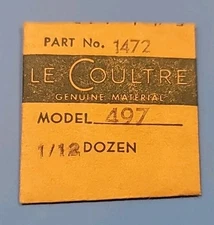 PART No. 1472
LE COULTRE
GENUINE MATERIAL
MODEL 497
1/12 DOZEN